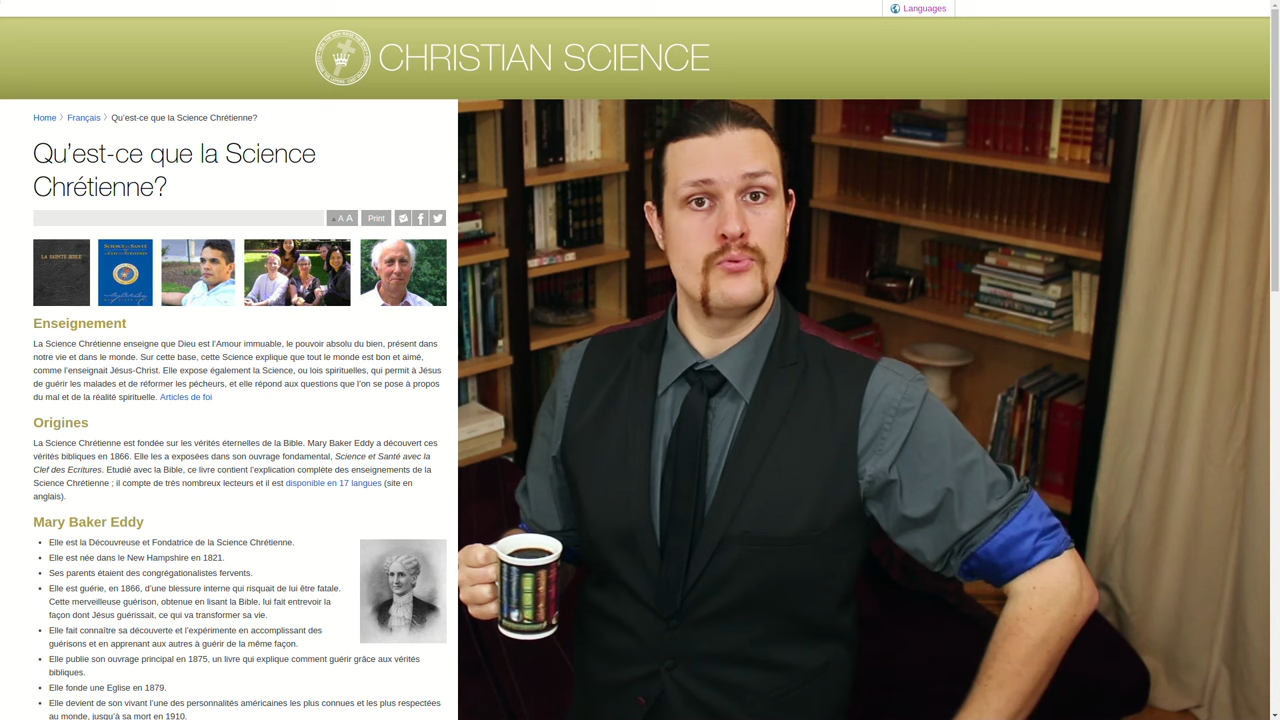 Languages
CHRISTIAN SCIENCE
Home 〉 Français 〉 Qu’est-ce que la Science Chrétienne?
Qu’est-ce que la Science
Chrétienne?
A A A Print
LA SAINTE BIBLE
Enseignement
La Science Chrétienne enseigne que Dieu est l’Amour immuable, le pouvoir absolu du bien, présent dans
notre vie et dans le monde. Sur cette base, cette Science explique que tout le monde est bon et aimé,
comme l’enseignait Jésus-Christ. Elle expose également la Science, ou lois spirituelles, qui permit à Jésus
de guérir les malades et de réformer les pécheurs, et elle répond aux questions que l’on se pose à propos
du mal et de la réalité spirituelle. Articles de foi
Origines
La Science Chrétienne est fondée sur les vérités éternelles de la Bible. Mary Baker Eddy a découvert ces
vérités bibliques en 1866. Elle les a exposées dans son ouvrage fondamental, Science et Santé avec la
Clef des Ecritures. Etudié avec la Bible, ce livre contient l’explication complète des enseignements de la
Science Chrétienne ; il compte de très nombreux lecteurs et il est disponible en 17 langues (site en
anglais).
Mary Baker Eddy
• Elle est la Découvreuse et Fondatrice de la Science Chrétienne.
• Elle est née dans le New Hampshire en 1821.
• Ses parents étaient des congrégationalistes fervents.
• Elle est guérie, en 1866, d’une blessure interne qui risquait de lui être fatale.
Cette merveilleuse guérison, obtenue en lisant la Bible, lui fait entrevoir la
façon dont Jésus guérissait, ce qui va transformer sa vie.
• Elle fait connaître sa découverte et l’expérimente en accomplissant des
guérisons et en apprenant aux autres à guérir de la même façon.
• Elle publie son ouvrage principal en 1875, un livre qui explique comment guérir grâce aux vérités
bibliques.
• Elle fonde une Eglise en 1879.
• Elle devient de son vivant l’une des personnalités américaines les plus connues et les plus respectées
au monde, jusqu’à sa mort en 1910.